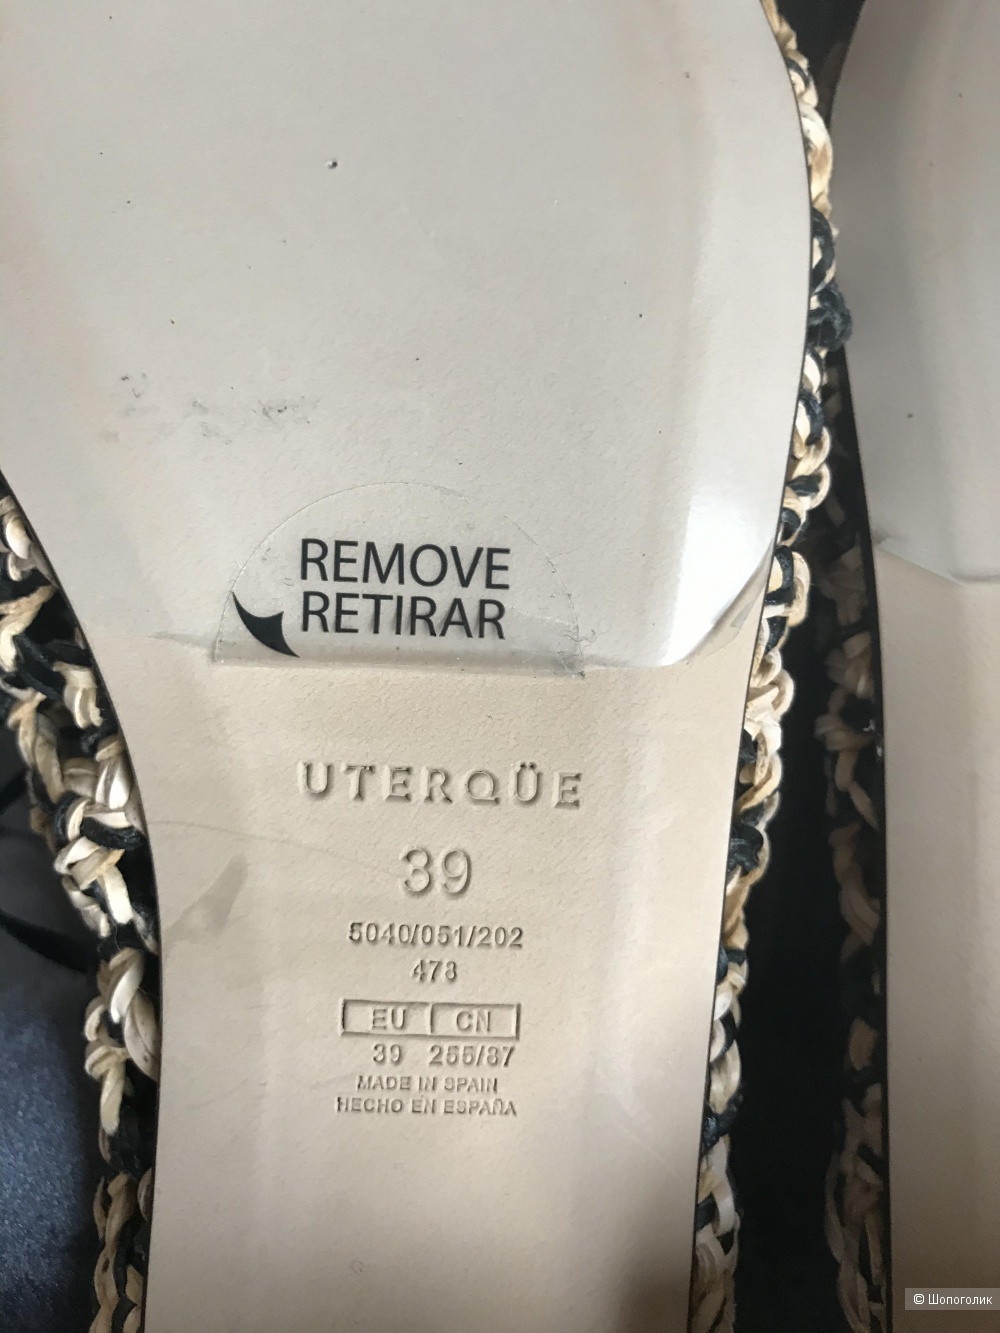 REMOVE
RETIRAR
UTERQÜE
39
5040/051/202
478
EU CN
39 255/87
MADE IN SPAIN
HECHO EN ESPAÑA
© Шопоголик